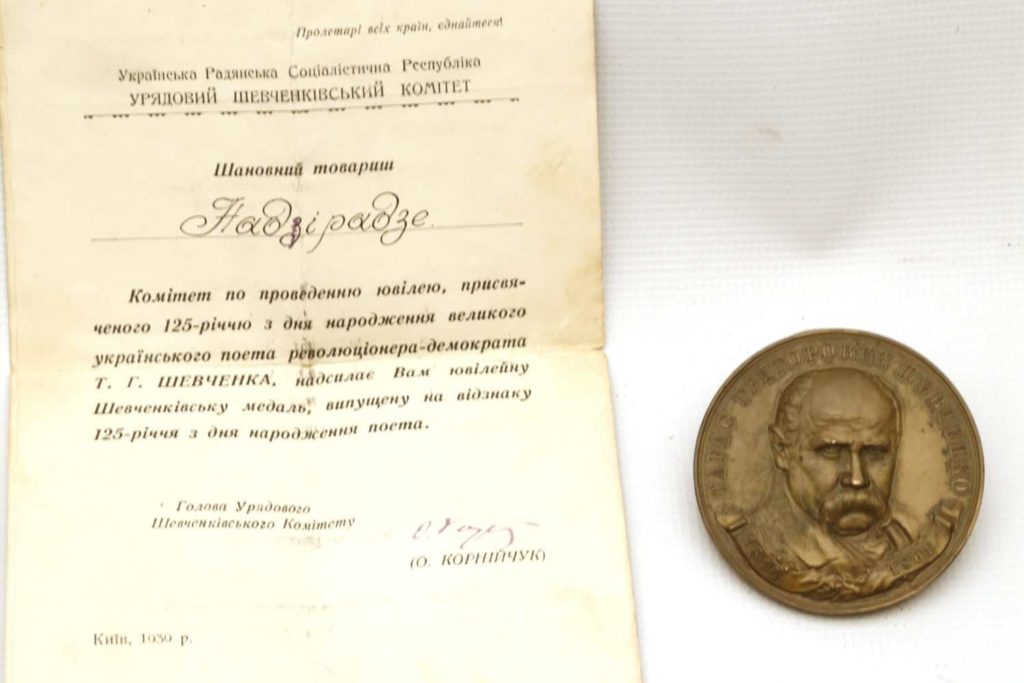 Пролетарі всіх країн, єднайтеся!
Українська Радянська Соціалістична Республіка
УРЯДОВИЙ ШЕВЧЕНКІВСЬКИЙ КОМІТЕТ
Шановний товариш
Надзірадзе
Комітет по проведенню ювілею, присвя-
ченого 125-річчю з дня народження великого
українського поета революціонера-демократа
Т. Г. ШЕВЧЕНКА, надсилає Вам ювілейну
Шевченківську медаль, випущену на відзнаку
125-річчя з дня народження поета.
Голова Урядового
Шевченківського Комітету
(О. КОРНІЙЧУК)
Київ, 1939 р.
ТАРАС ГРИГОРОВИЧ ШЕВЧЕНКО
1861